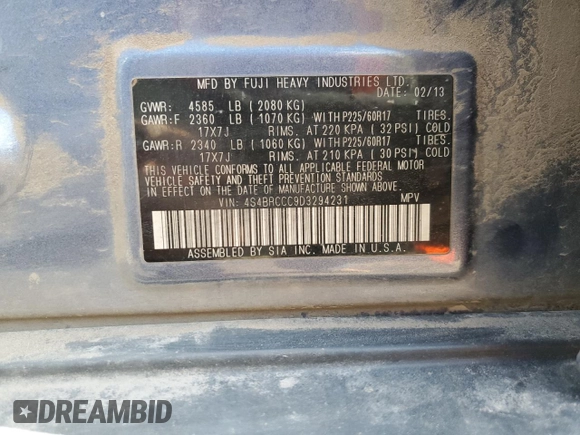 MFD BY FUJI HEAVY INDUSTRIES LTD.
DATE: 02/13
GVWR: 4585 LB ( 2080 KG)
GAWR:F 2360 LB ( 1070 KG) WITH P225/60R17 TIRES.
17X7J RIMS. AT 220 KPA ( 32 PSI) COLD
GAWR:R 2340 LB ( 1060 KG) WITH P225/60R17 TIRES.
17X7J RIMS. AT 210 KPA ( 30 PSI) COLD
THIS VEHICLE CONFORMS TO ALL APPLICABLE FEDERAL MOTOR
VEHICLE SAFETY, BUMPER, AND THEFT PREVENTION STANDARDS
IN EFFECT ON THE DATE OF MANUFACTURE SHOWN ABOVE.
VIN: 4S4BRCCC9D3294231 MPV
ASSEMBLED BY SIA INC. MADE IN U.S.A.
DREAMBID